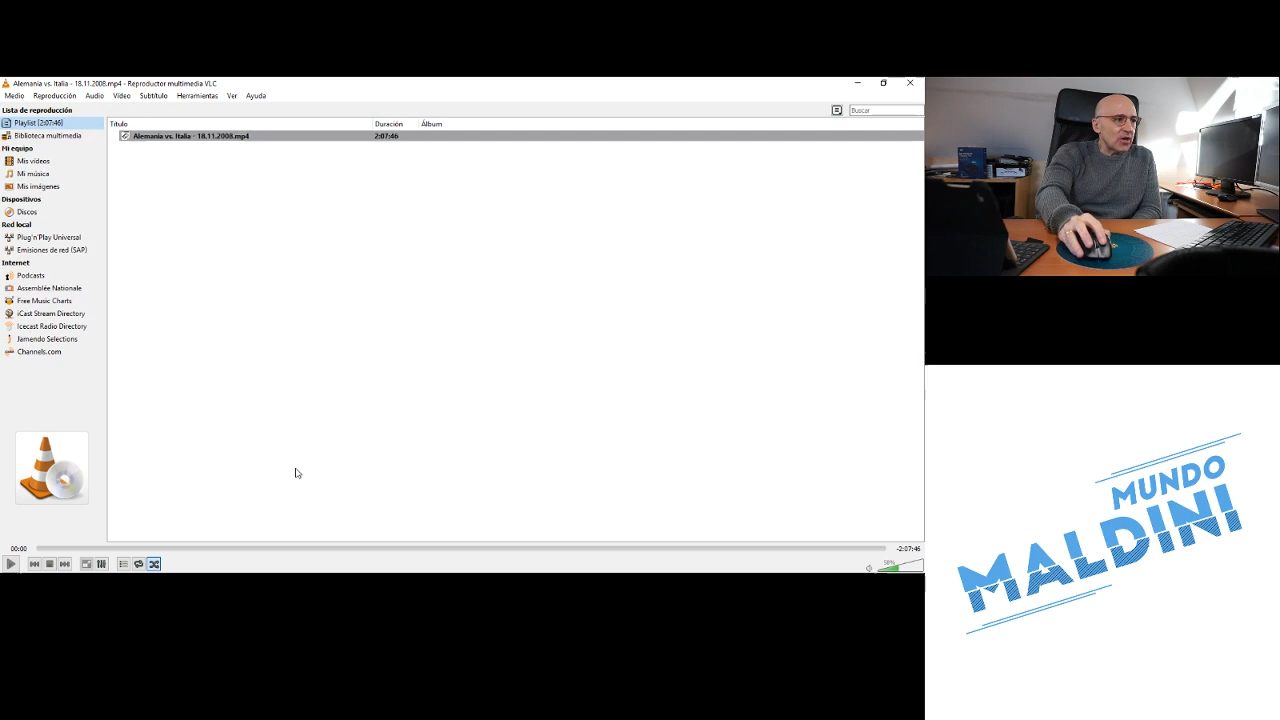 Alemania vs. Italia - 18.11.2008.mp4 - Reproductor multimedia VLC
Medio Reproducción Audio Vídeo Subtítulo Herramientas Ver Ayuda
Lista de reproducción
Buscar
Playlist [2:07:46]
Título Duración Álbum
Biblioteca multimedia
Alemania vs. Italia - 18.11.2008.mp4 2:07:46
Mi equipo
Mis vídeos
Mi música
Mis imágenes
Dispositivos
Discos
Red local
Plug'n'Play Universal
Emisiones de red (SAP)
Internet
Podcasts
Assemblée Nationale
Free Music Charts
iCast Stream Directory
Icecast Radio Directory
Jamendo Selections
Channels.com
00:00 -2:07:46
58%
MUNDO
MALDINI